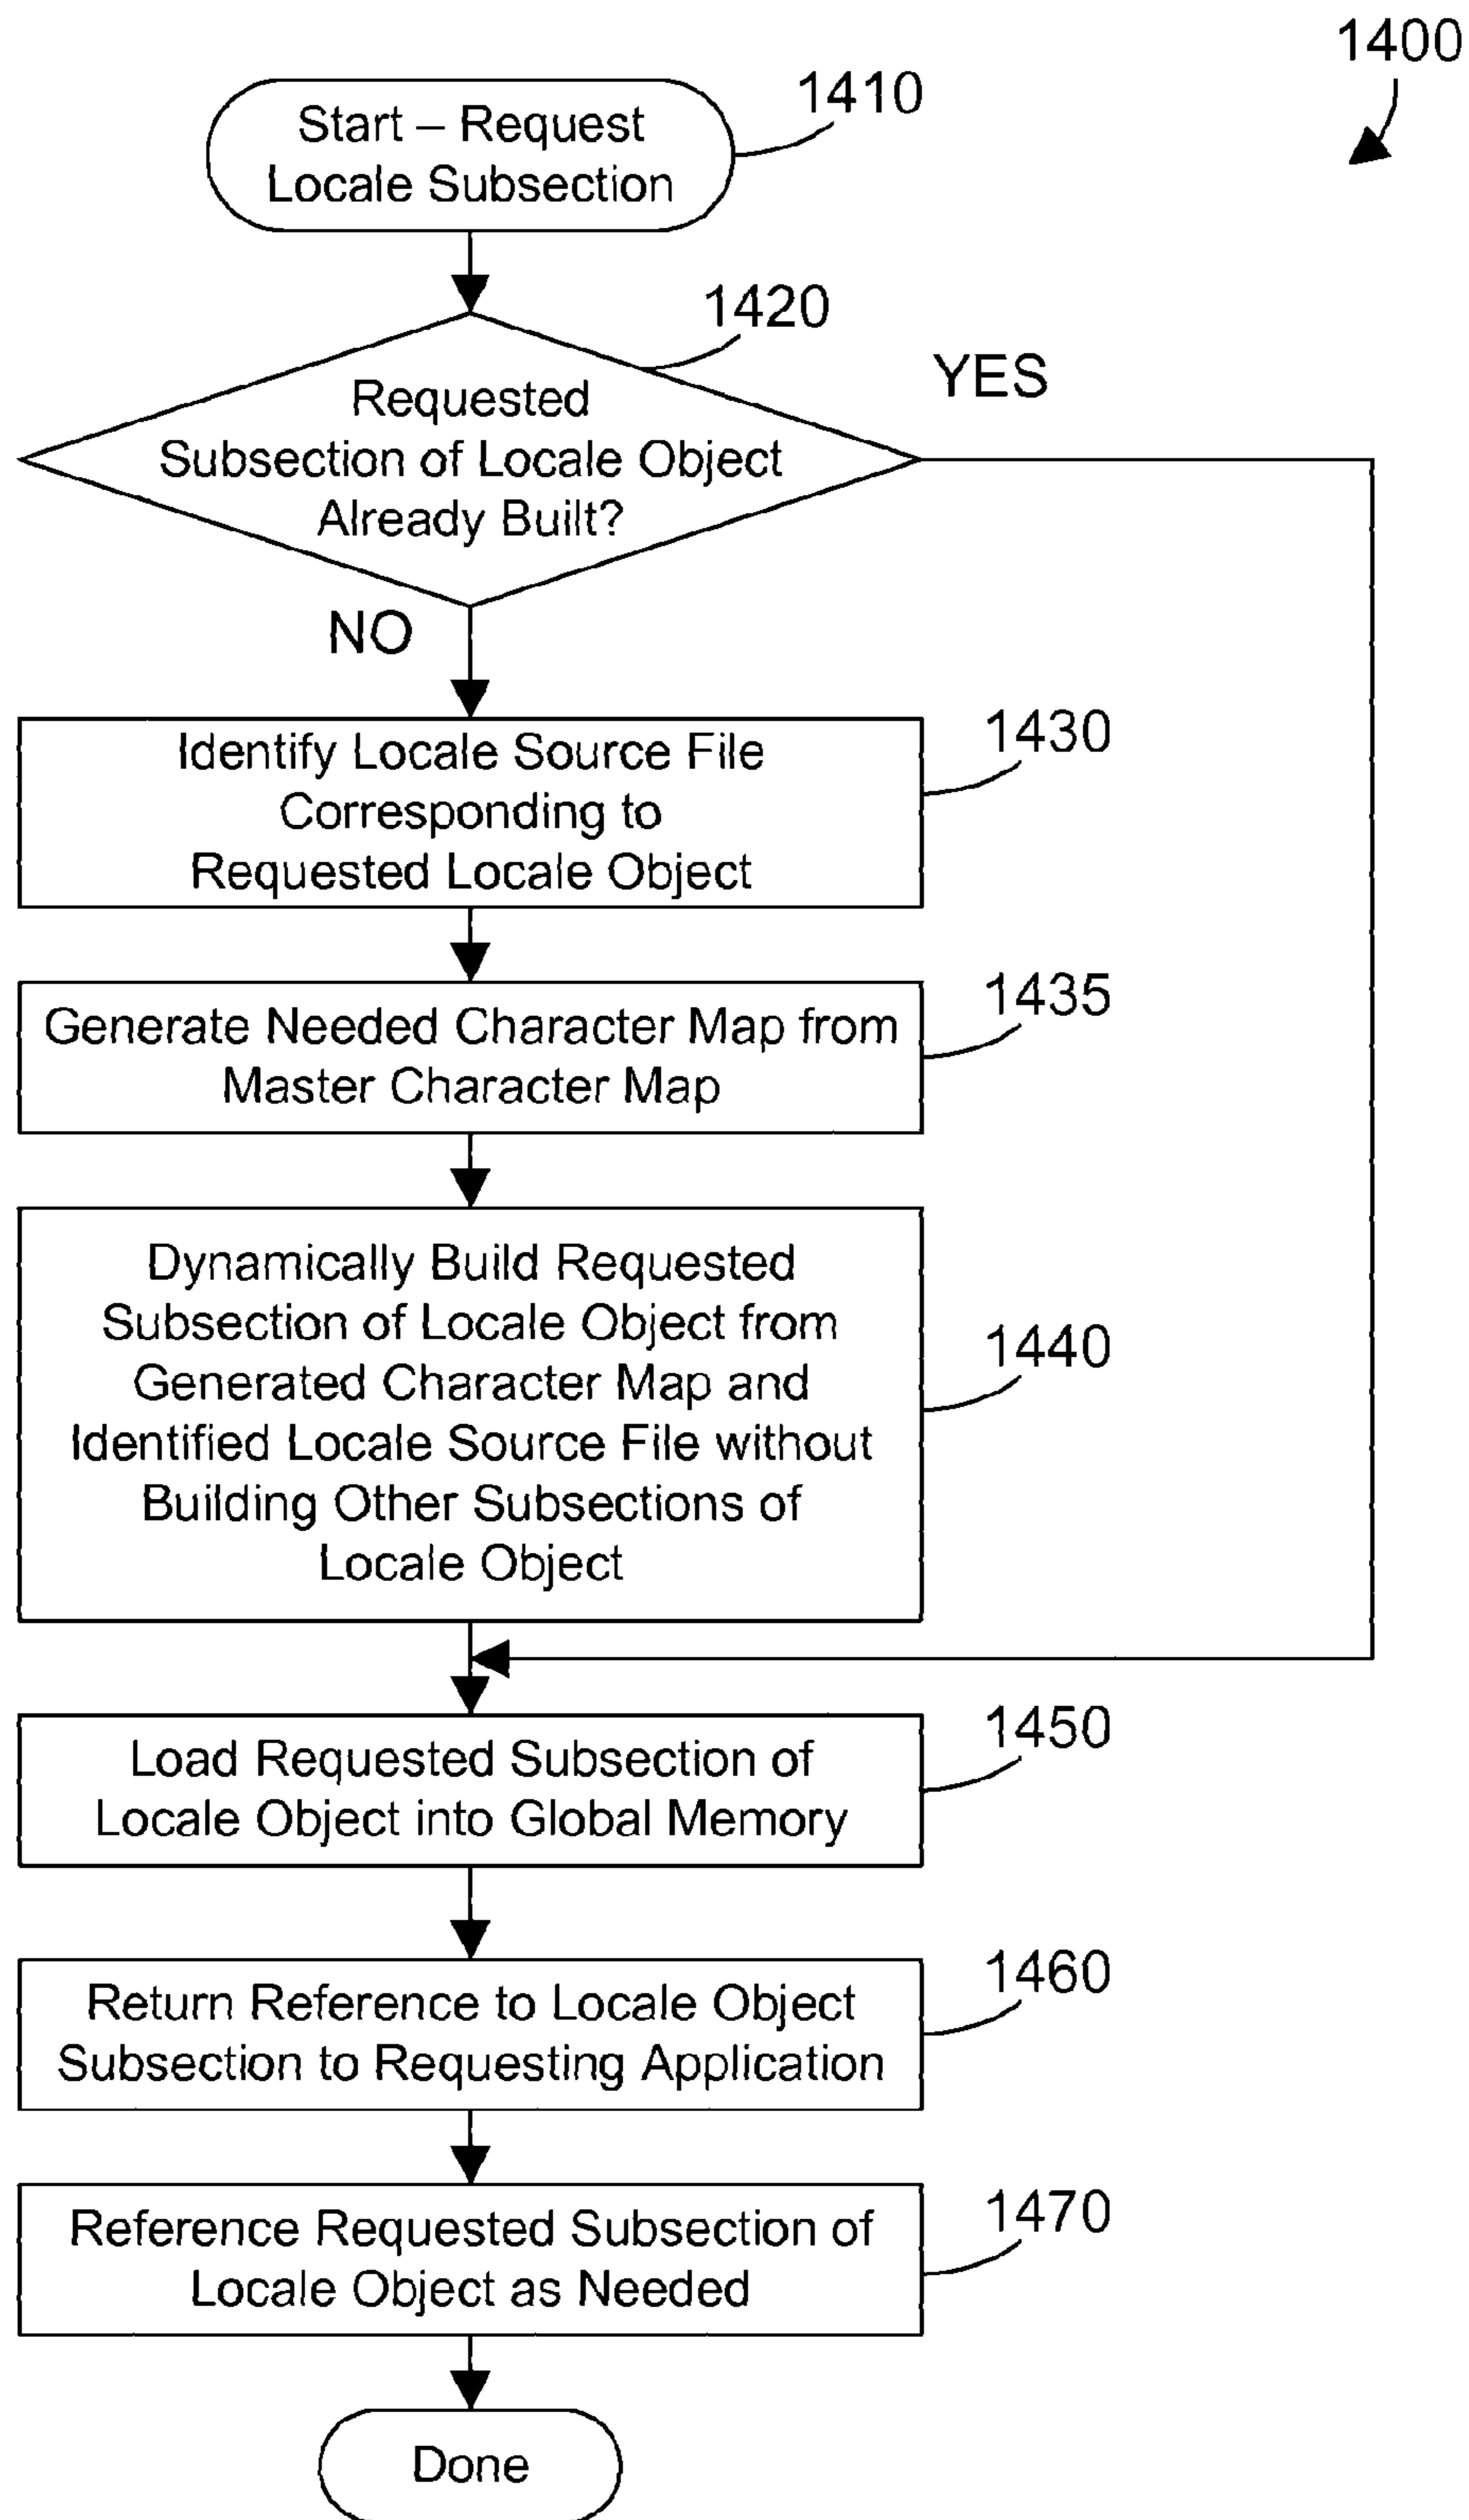 1400
1410
Start – Request
Locale Subsection
1420
YES
Requested
Subsection of Locale Object
Already Built?
NO
1430
Identify Locale Source File
Corresponding to
Requested Locale Object
1435
Generate Needed Character Map from
Master Character Map
Dynamically Build Requested
Subsection of Locale Object from
1440
Generated Character Map and
Identified Locale Source File without
Building Other Subsections of
Locale Object
1450
Load Requested Subsection of
Locale Object into Global Memory
1460
Return Reference to Locale Object
Subsection to Requesting Application
1470
Reference Requested Subsection of
Locale Object as Needed
Done